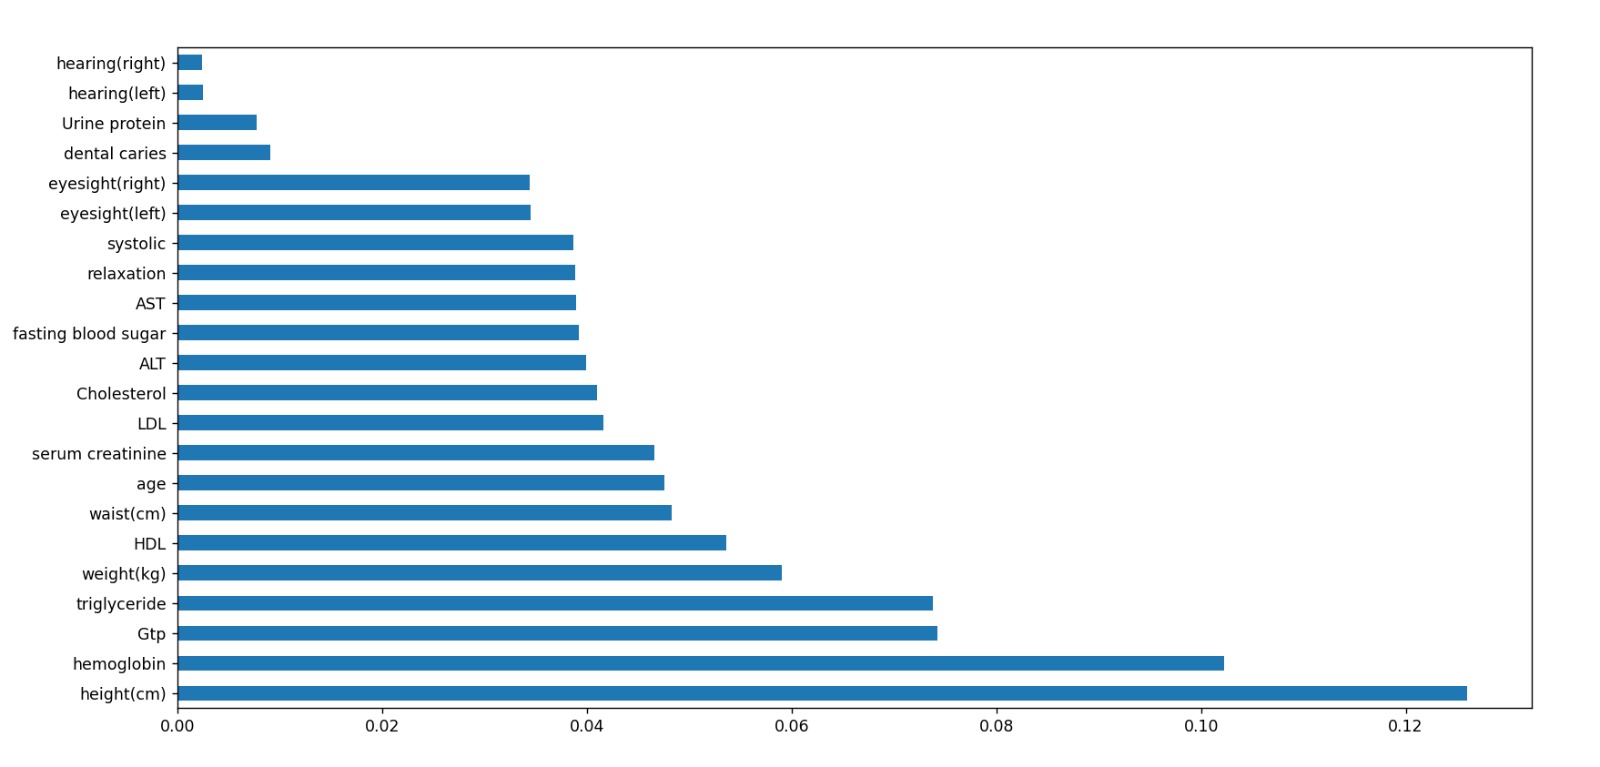 hearing(right)
hearing(left)
Urine protein
dental caries
eyesight(right)
eyesight(left)
systolic
relaxation
AST
fasting blood sugar
ALT
Cholesterol
LDL
serum creatinine
age
waist(cm)
HDL
weight(kg)
triglyceride
Gtp
hemoglobin
height(cm)
0.00 0.02 0.04 0.06 0.08 0.10 0.12